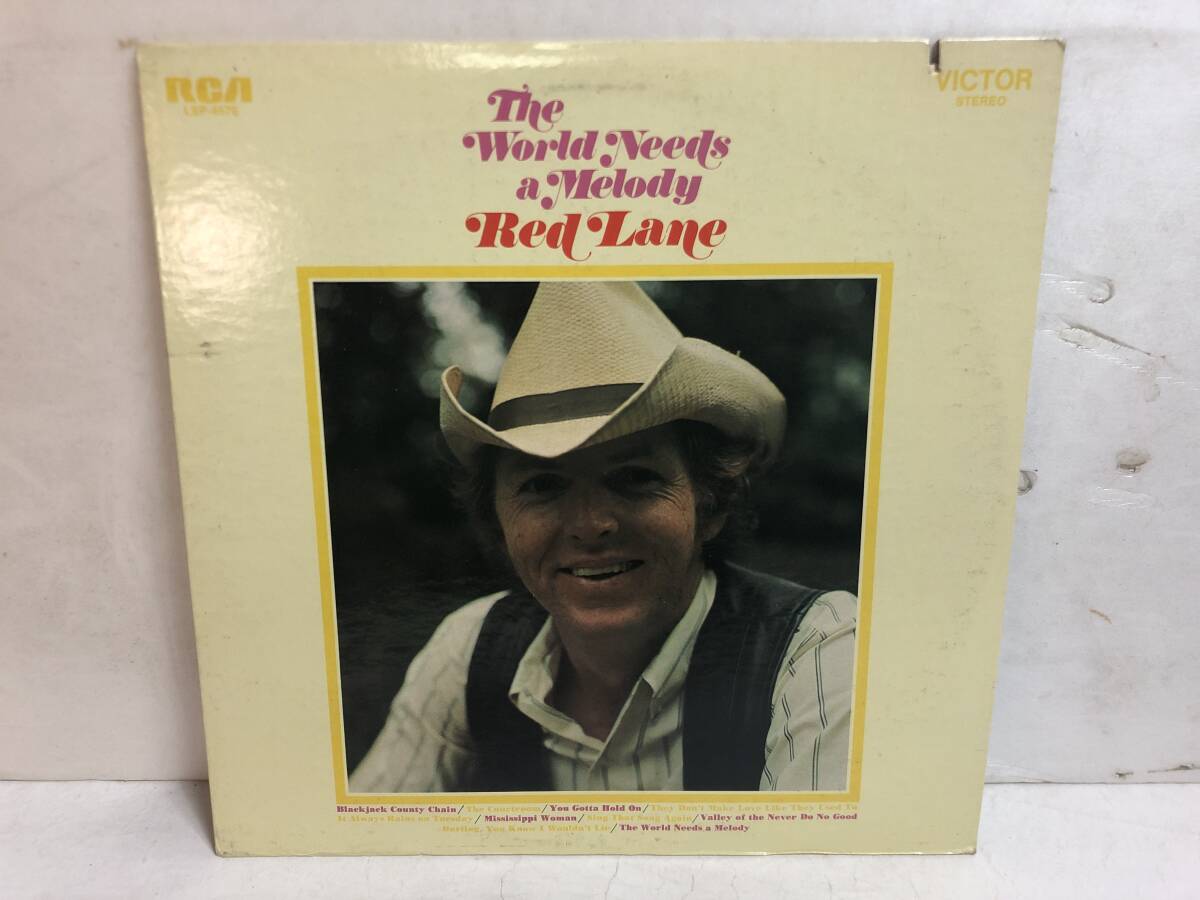 RCA
LSP-4576
VICTOR
STEREO
The
World Needs
a Melody
Red Lane
Blackjack County Chain/The Courtroom/You Gotta Hold On/They Don't Make Love Like They Used To
It Always Rains on Tuesday/Mississippi Woman/Sing That Song Again/Valley of the Never Do No Good
Darling, You Know I Wouldn't Lie/The World Needs a Melody